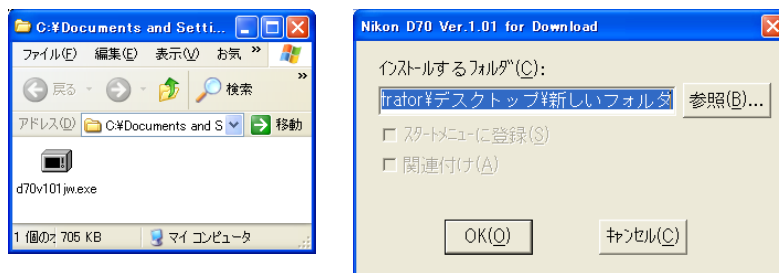 C:¥Documents and Setti...
ファイル(F) 編集(E) 表示(V) お気 »
戻る 検索 »
アドレス(D) C:¥Documents and S 移動
d70v101jw.exe
1 個のオ 705 KB マイ コンピュータ
Nikon D70 Ver.1.01 for Download
インストールするフォルダ(C):
trator¥デスクトップ¥新しいフォルダ 参照(B)...
スタートメニューに登録(S)
関連付け(A)
OK(O) キャンセル(C)